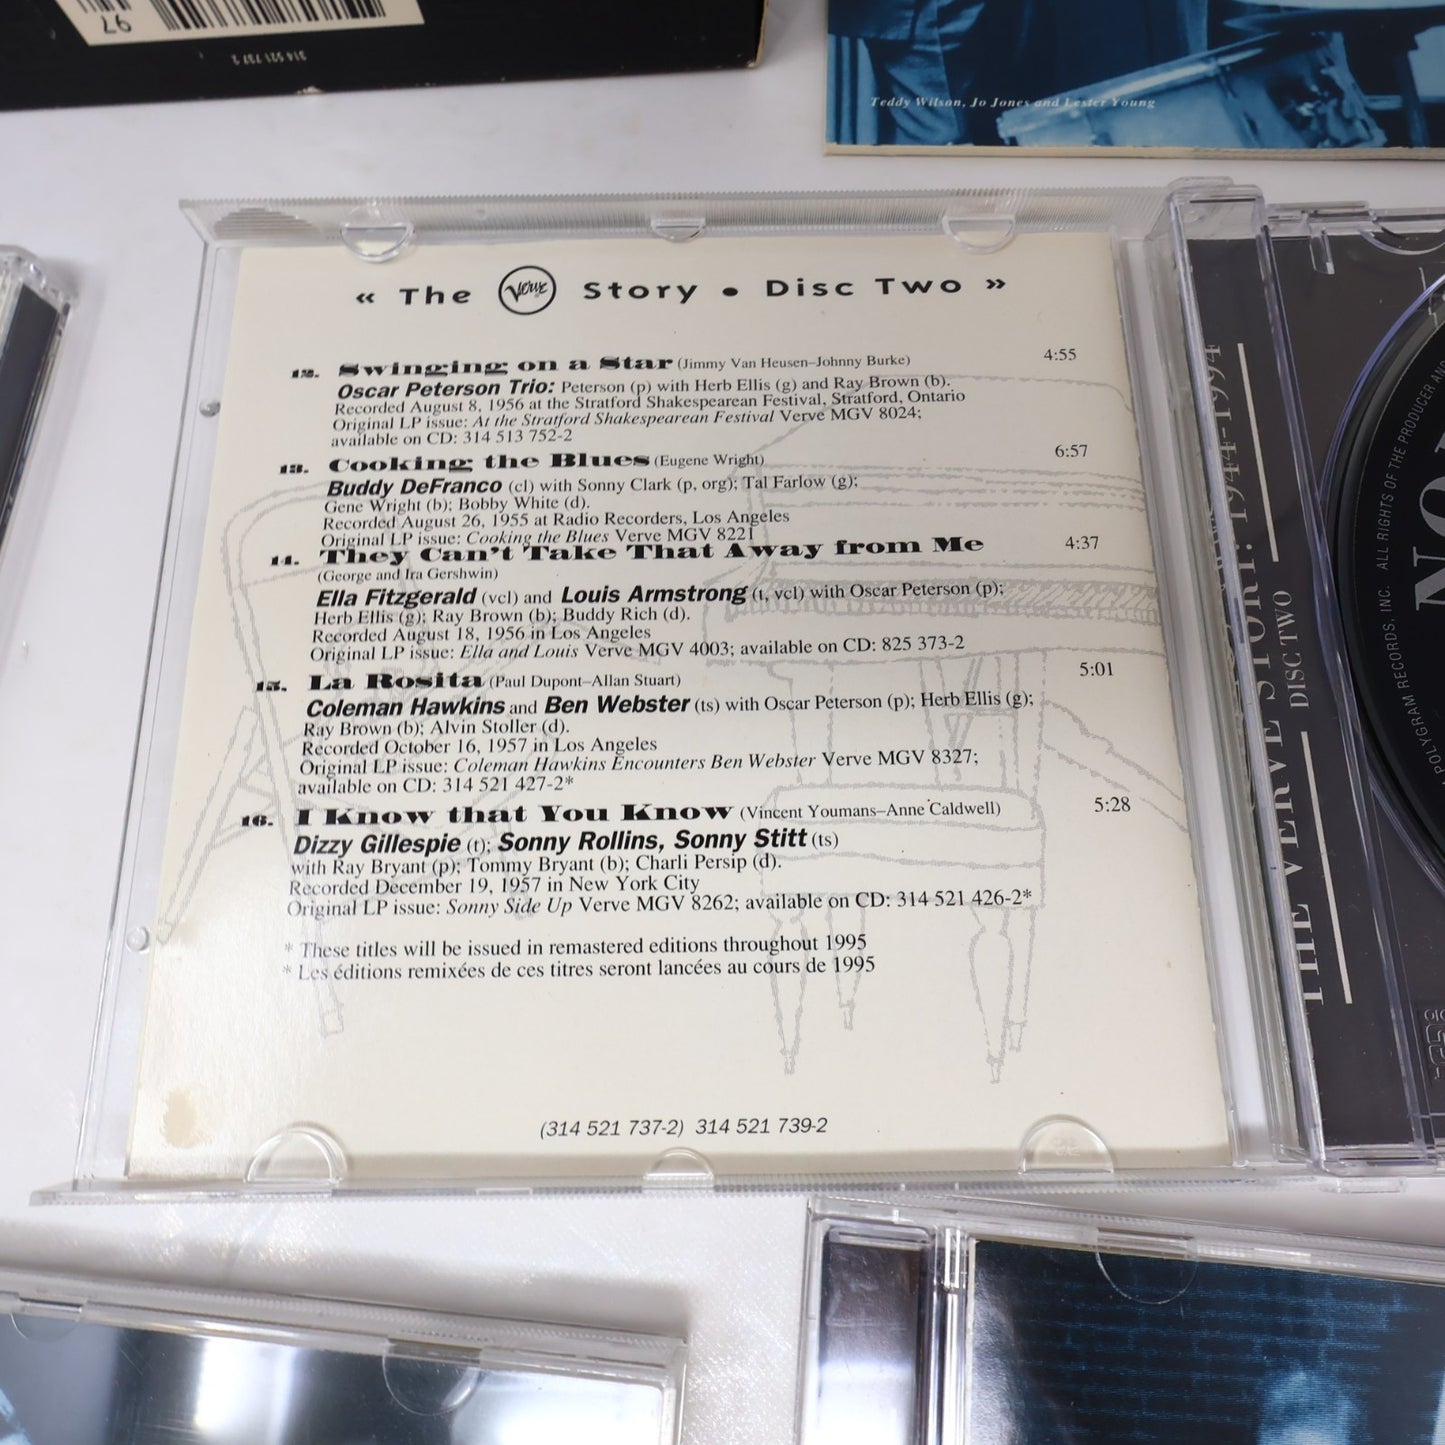 97
314 521 737 2
Teddy Wilson, Jo Jones and Lester Young
« The Verve Story • Disc Two »
12. Swinging on a Star (Jimmy Van Heusen–Johnny Burke) 4:55
Oscar Peterson Trio: Peterson (p) with Herb Ellis (g) and Ray Brown (b).
Recorded August 8, 1956 at the Stratford Shakespearean Festival, Stratford, Ontario
Original LP issue: At the Stratford Shakespearean Festival Verve MGV 8024;
available on CD: 314 513 752-2
13. Cooking the Blues (Eugene Wright) 6:57
Buddy DeFranco (cl) with Sonny Clark (p, org); Tal Farlow (g);
Gene Wright (b); Bobby White (d).
Recorded August 26, 1955 at Radio Recorders, Los Angeles
Original LP issue: Cooking the Blues Verve MGV 8221
14. They Can't Take That Away from Me 4:37
(George and Ira Gershwin)
Ella Fitzgerald (vcl) and Louis Armstrong (t, vcl) with Oscar Peterson (p);
Herb Ellis (g); Ray Brown (b); Buddy Rich (d).
Recorded August 18, 1956 in Los Angeles
Original LP issue: Ella and Louis Verve MGV 4003; available on CD: 825 373-2
15. La Rosita (Paul Dupont–Allan Stuart) 5:01
Coleman Hawkins and Ben Webster (ts) with Oscar Peterson (p); Herb Ellis (g);
Ray Brown (b); Alvin Stoller (d).
Recorded October 16, 1957 in Los Angeles
Original LP issue: Coleman Hawkins Encounters Ben Webster Verve MGV 8327;
available on CD: 314 521 427-2*
16. I Know that You Know (Vincent Youmans–Anne Caldwell) 5:28
Dizzy Gillespie (t); Sonny Rollins, Sonny Stitt (ts)
with Ray Bryant (p); Tommy Bryant (b); Charli Persip (d).
Recorded December 19, 1957 in New York City
Original LP issue: Sonny Side Up Verve MGV 8262; available on CD: 314 521 426-2*
* These titles will be issued in remastered editions throughout 1995
* Les éditions remixées de ces titres seront lancées au cours de 1995
(314 521 737-2) 314 521 739-2
THE VERVE STORY: 1944-1994
DISC TWO
POLYGRAM RECORDS, INC. ALL RIGHTS OF THE PRODUCER AND